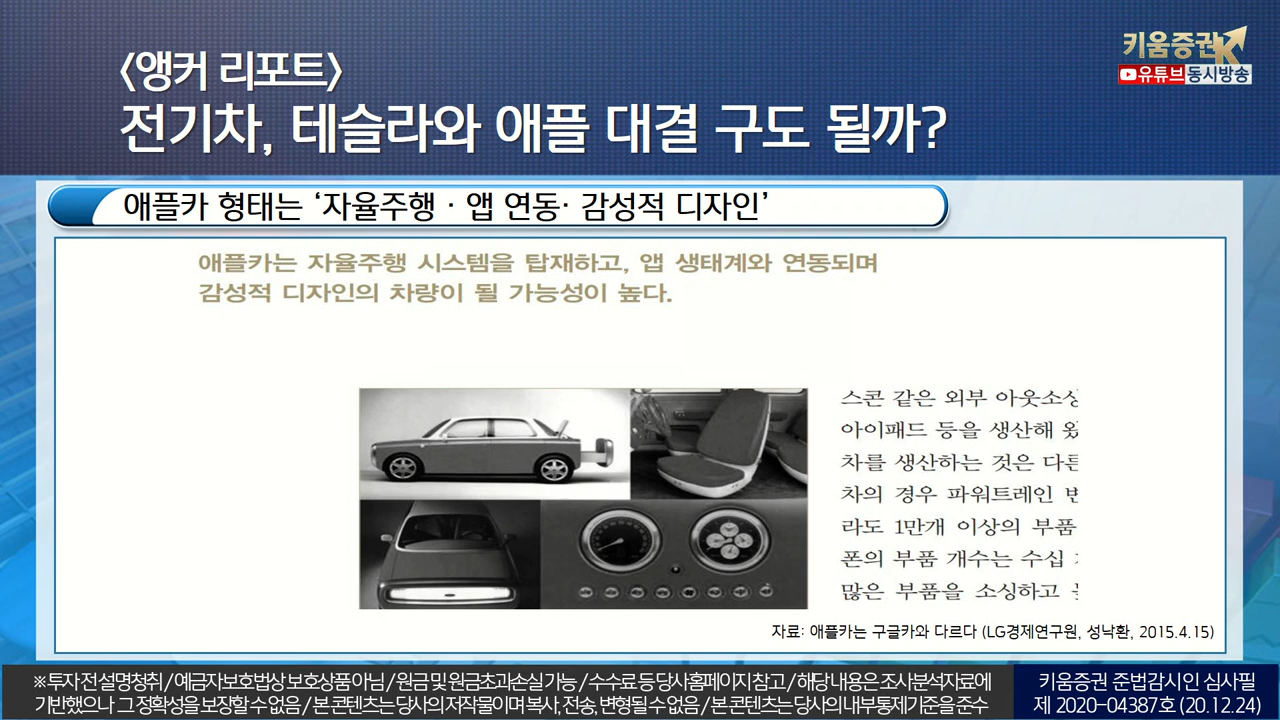 <앵커 리포트>
전기차, 테슬라와 애플 대결 구도 될까?
키움증권
유튜브 동시방송
애플카 형태는 ‘자율주행 · 앱 연동· 감성적 디자인’
애플카는 자율주행 시스템을 탑재하고, 앱 생태계와 연동되며
감성적 디자인의 차량이 될 가능성이 높다.
스콘 같은 외부 아웃소싱
아이패드 등을 생산해
차를 생산하는 것은 다른
차의 경우 파워트레인
라도 1만개 이상의 부품
폰의 부품 개수는 수십
많은 부품을 소싱하고
자료: 애플카는 구글카와 다르다 (LG경제연구원, 성낙환, 2015.4.15)
※ 투자 전 설명청취 / 예금자보호법상 보호상품 아님 / 원금 및 원금초과손실 가능 / 수수료 등 당사홈페이지 참고 / 해당 내용은 조사분석자료에
기반했으나 그 정확성을 보장할 수 없음 / 본 콘텐츠는 당사의 저작물이며 복사, 전송, 변형될 수 없음 / 본 콘텐츠는 당사의 내부통제기준을 준수
키움증권 준법감시인 심사필
제 2020-04387호 (20.12.24)